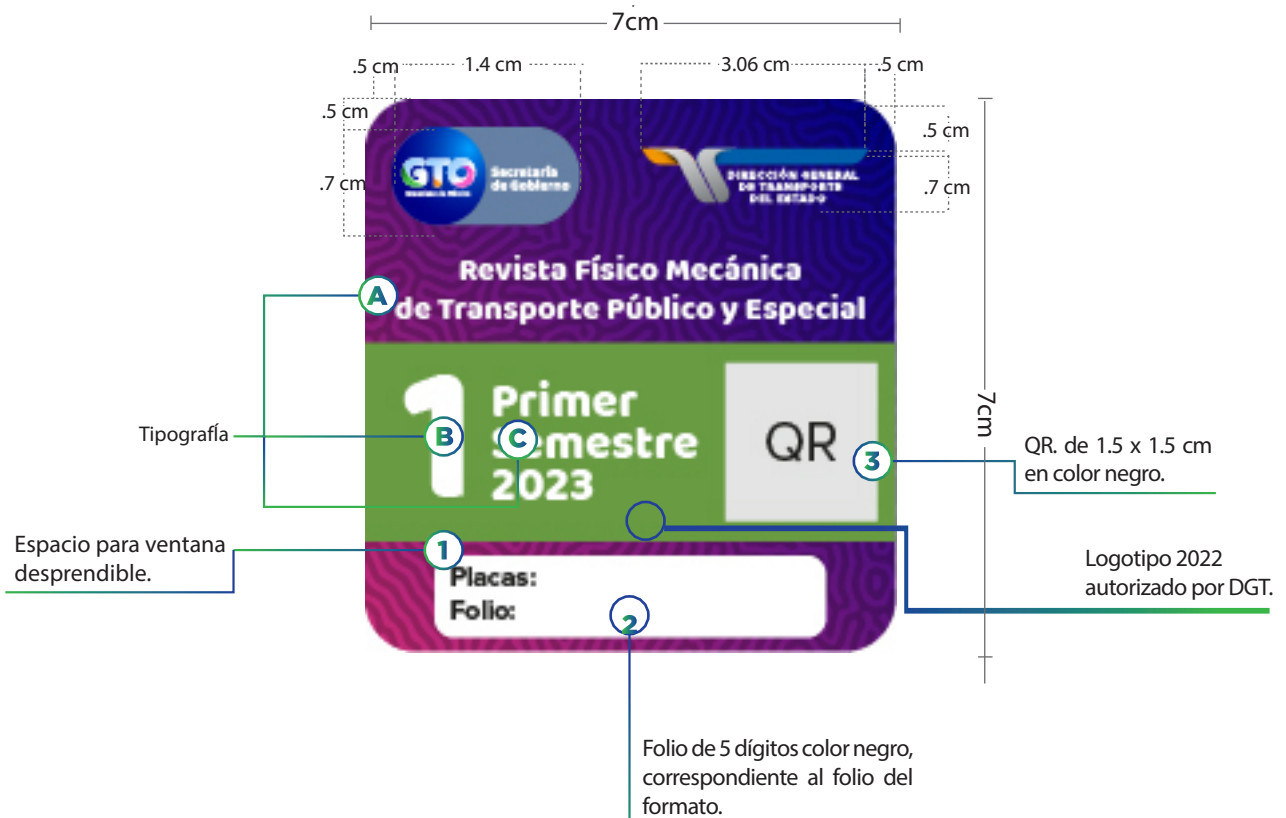 7cm
.5 cm
1.4 cm
3.06 cm
.5 cm
.5 cm
.5 cm
.7 cm
.7 cm
GTO
Secretaría
de Gobierno
DIRECCIÓN GENERAL
DE TRANSPORTE
DEL ESTADO
Revista Físico Mecánica
de Transporte Público y Especial
A
1
Primer
Semestre
2023
B
C
QR
3
7cm
Tipografía
QR. de 1.5 x 1.5 cm
en color negro.
Espacio para ventana
desprendible.
1
Placas:
Folio:
2
Logotipo 2022
autorizado por DGT.
Folio de 5 dígitos color negro,
correspondiente al folio del
formato.